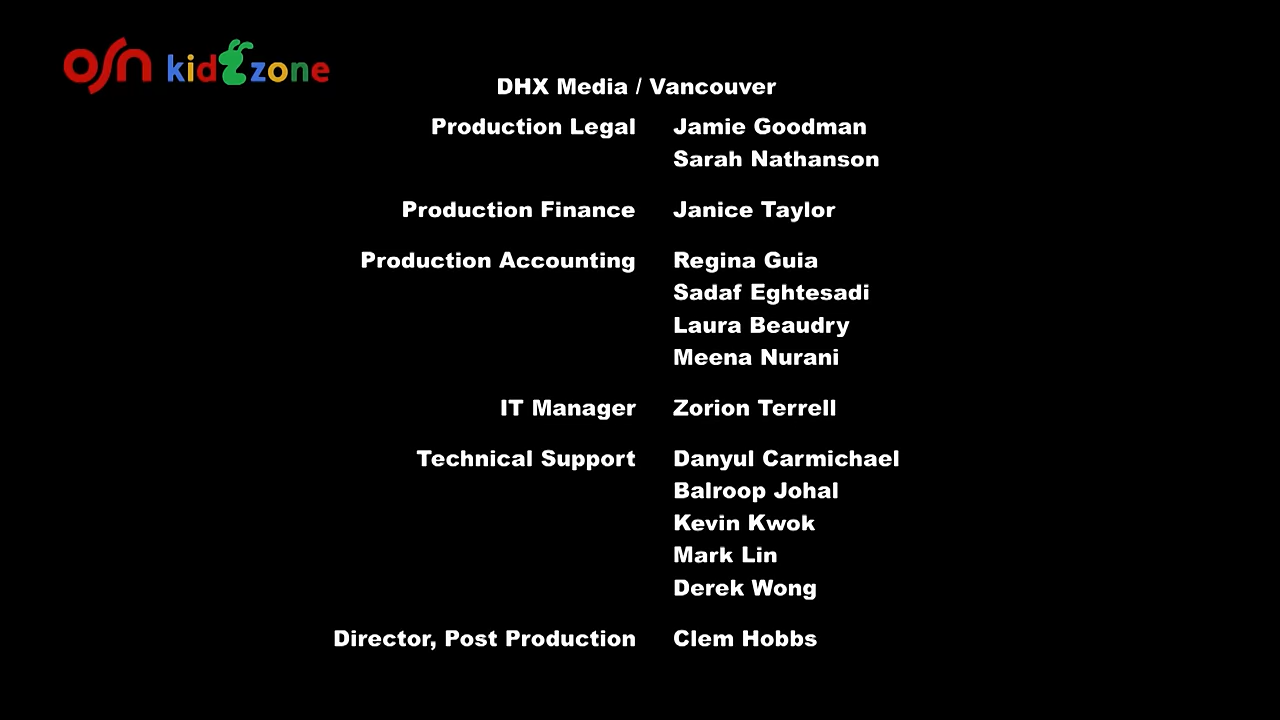 osn kidzone
DHX Media / Vancouver
Production Legal Jamie Goodman
Sarah Nathanson
Production Finance Janice Taylor
Production Accounting Regina Guia
Sadaf Eghtesadi
Laura Beaudry
Meena Nurani
IT Manager Zorion Terrell
Technical Support Danyul Carmichael
Balroop Johal
Kevin Kwok
Mark Lin
Derek Wong
Director, Post Production Clem Hobbs